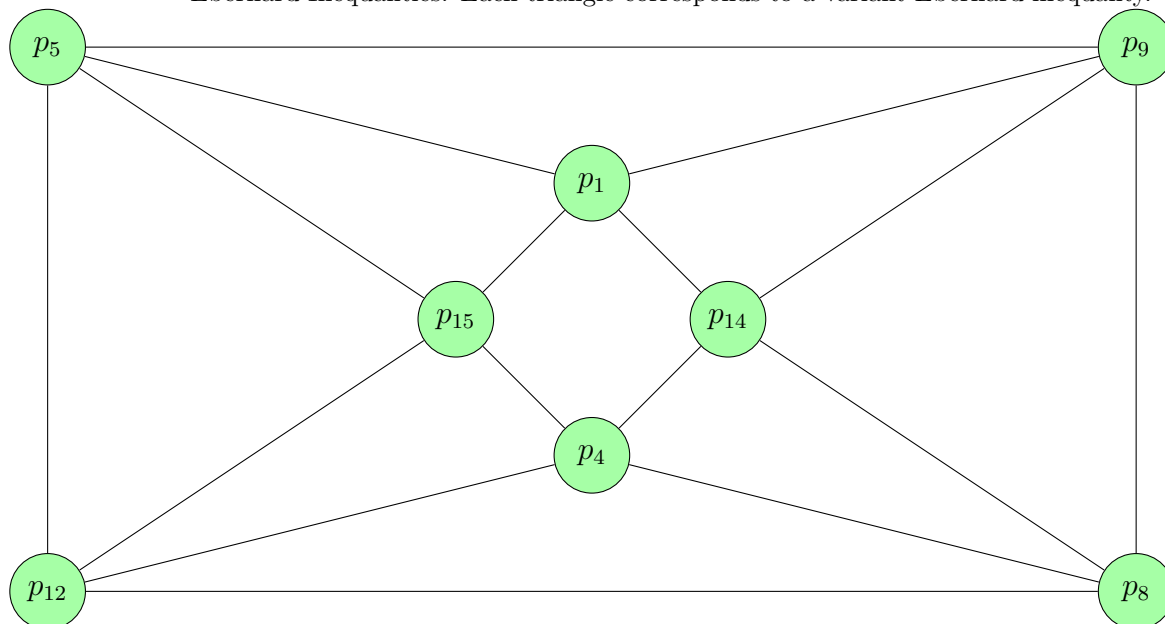 Eberhard inequalities. Each triangle corresponds to a variant Eberhard inequality.
p₅
p₉
p₁
p₁₅
p₁₄
p₄
p₁₂
p₈